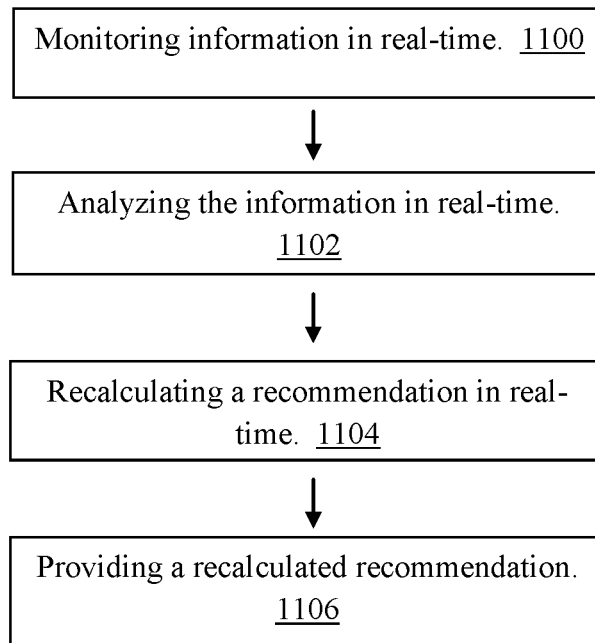 Monitoring information in real-time. 1100
Analyzing the information in real-time.
1102
Recalculating a recommendation in real-
time. 1104
Providing a recalculated recommendation.
1106